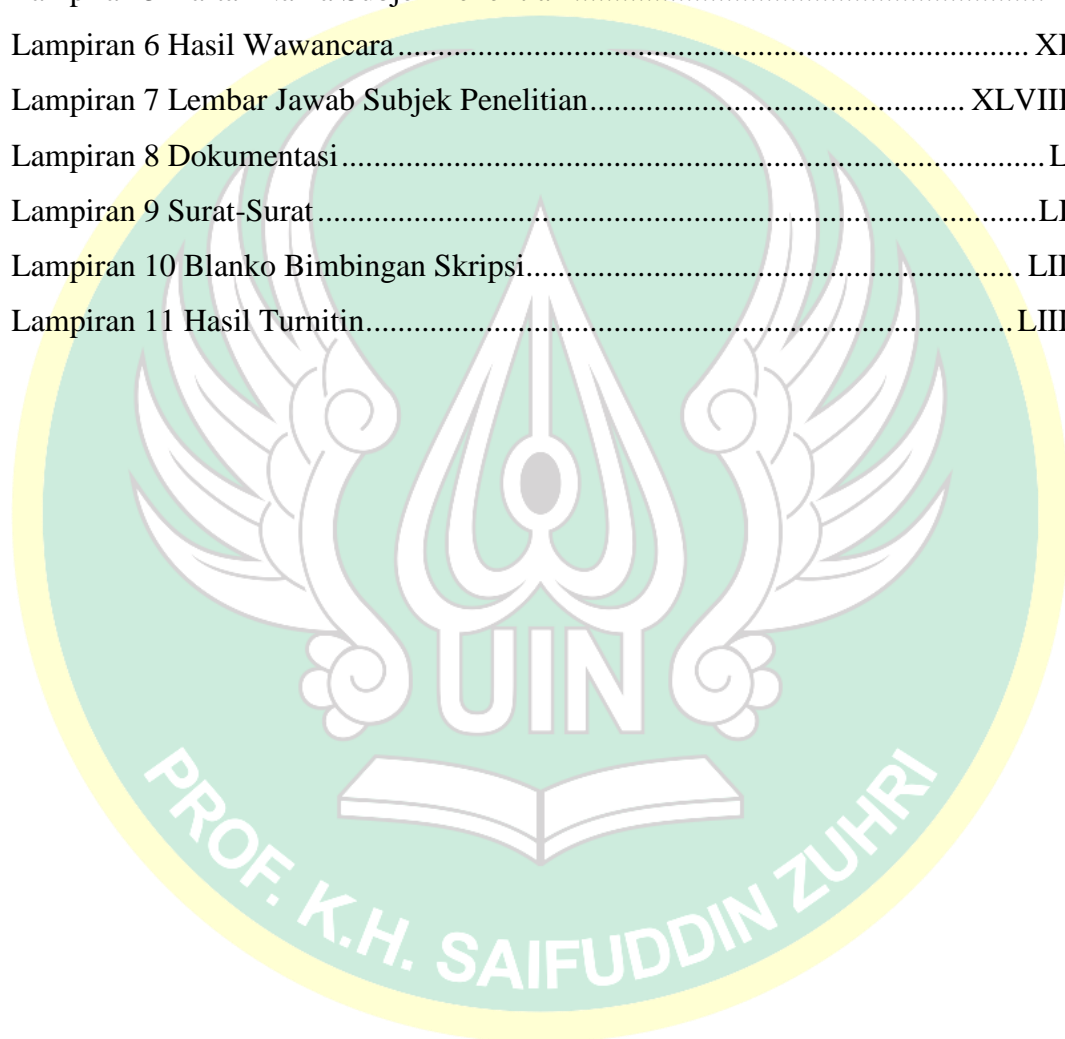 Lampiran 6 Hasil Wawancara ........................................................................ XI
Lampiran 7 Lembar Jawab Subjek Penelitian ........................................... XLVIII
Lampiran 8 Dokumentasi ................................................................................ L
Lampiran 9 Surat-Surat .................................................................................. LI
Lampiran 10 Blanko Bimbingan Skripsi ........................................................ LII
Lampiran 11 Hasil Turnitin .......................................................................... LIII
UIN
PROF. K.H. SAIFUDDIN ZUHRI